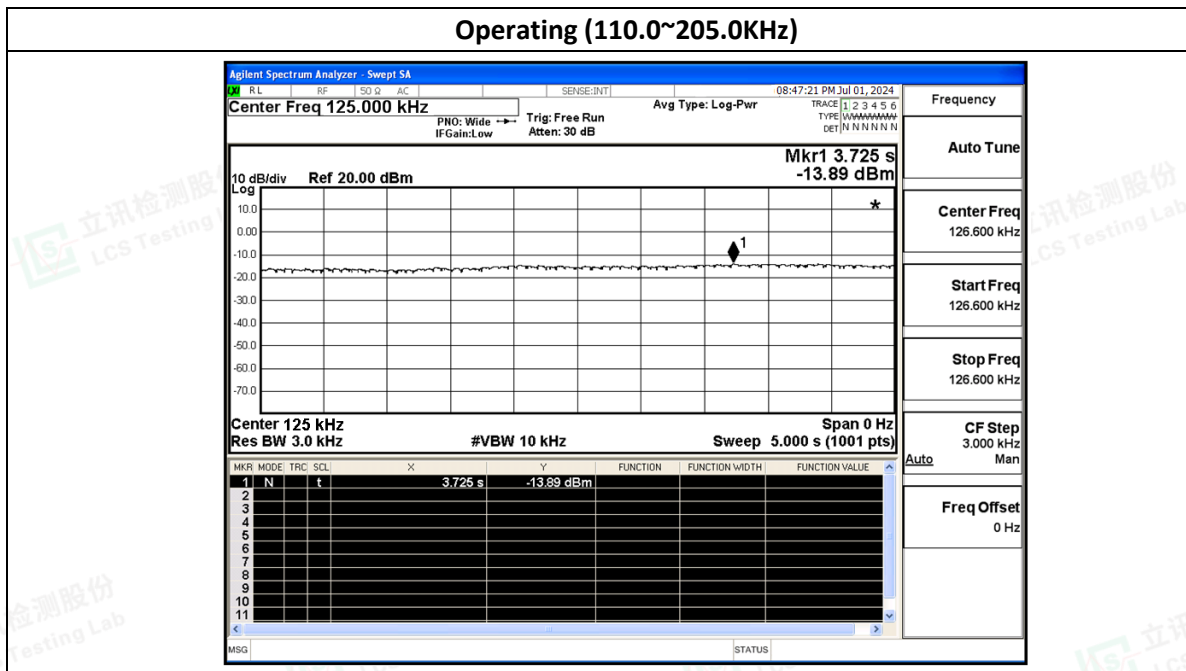 Operating (110.0~205.0KHz)
Agilent Spectrum Analyzer - Swept SA
LXI RL RF 50 Ω AC SENSE:INT 08:47:21 PM Jul 01, 2024
Center Freq 125.000 kHz
PNO: Wide
IFGain:Low
Trig: Free Run
Atten: 30 dB
Avg Type: Log-Pwr
TRACE 1 2 3 4 5 6
TYPE WWWWWW
DET N N N N N N
Mkr1 3.725 s
-13.89 dBm
10 dB/div Ref 20.00 dBm
Log
10.0
0.00
-10.0
-20.0
-30.0
-40.0
-50.0
-60.0
-70.0
*
1
Center 125 kHz
Span 0 Hz
Res BW 3.0 kHz #VBW 10 kHz Sweep 5.000 s (1001 pts)
MKR MODE TRC SCL X Y FUNCTION FUNCTION WIDTH FUNCTION VALUE
1 N t 3.725 s -13.89 dBm
2
3
4
5
6
7
8
9
10
11
MSG STATUS
Frequency
Auto Tune
Center Freq
126.600 kHz
Start Freq
126.600 kHz
Stop Freq
126.600 kHz
CF Step
3.000 kHz
Auto Man
Freq Offset
0 Hz
立讯检测股份
LCS Testing Lab